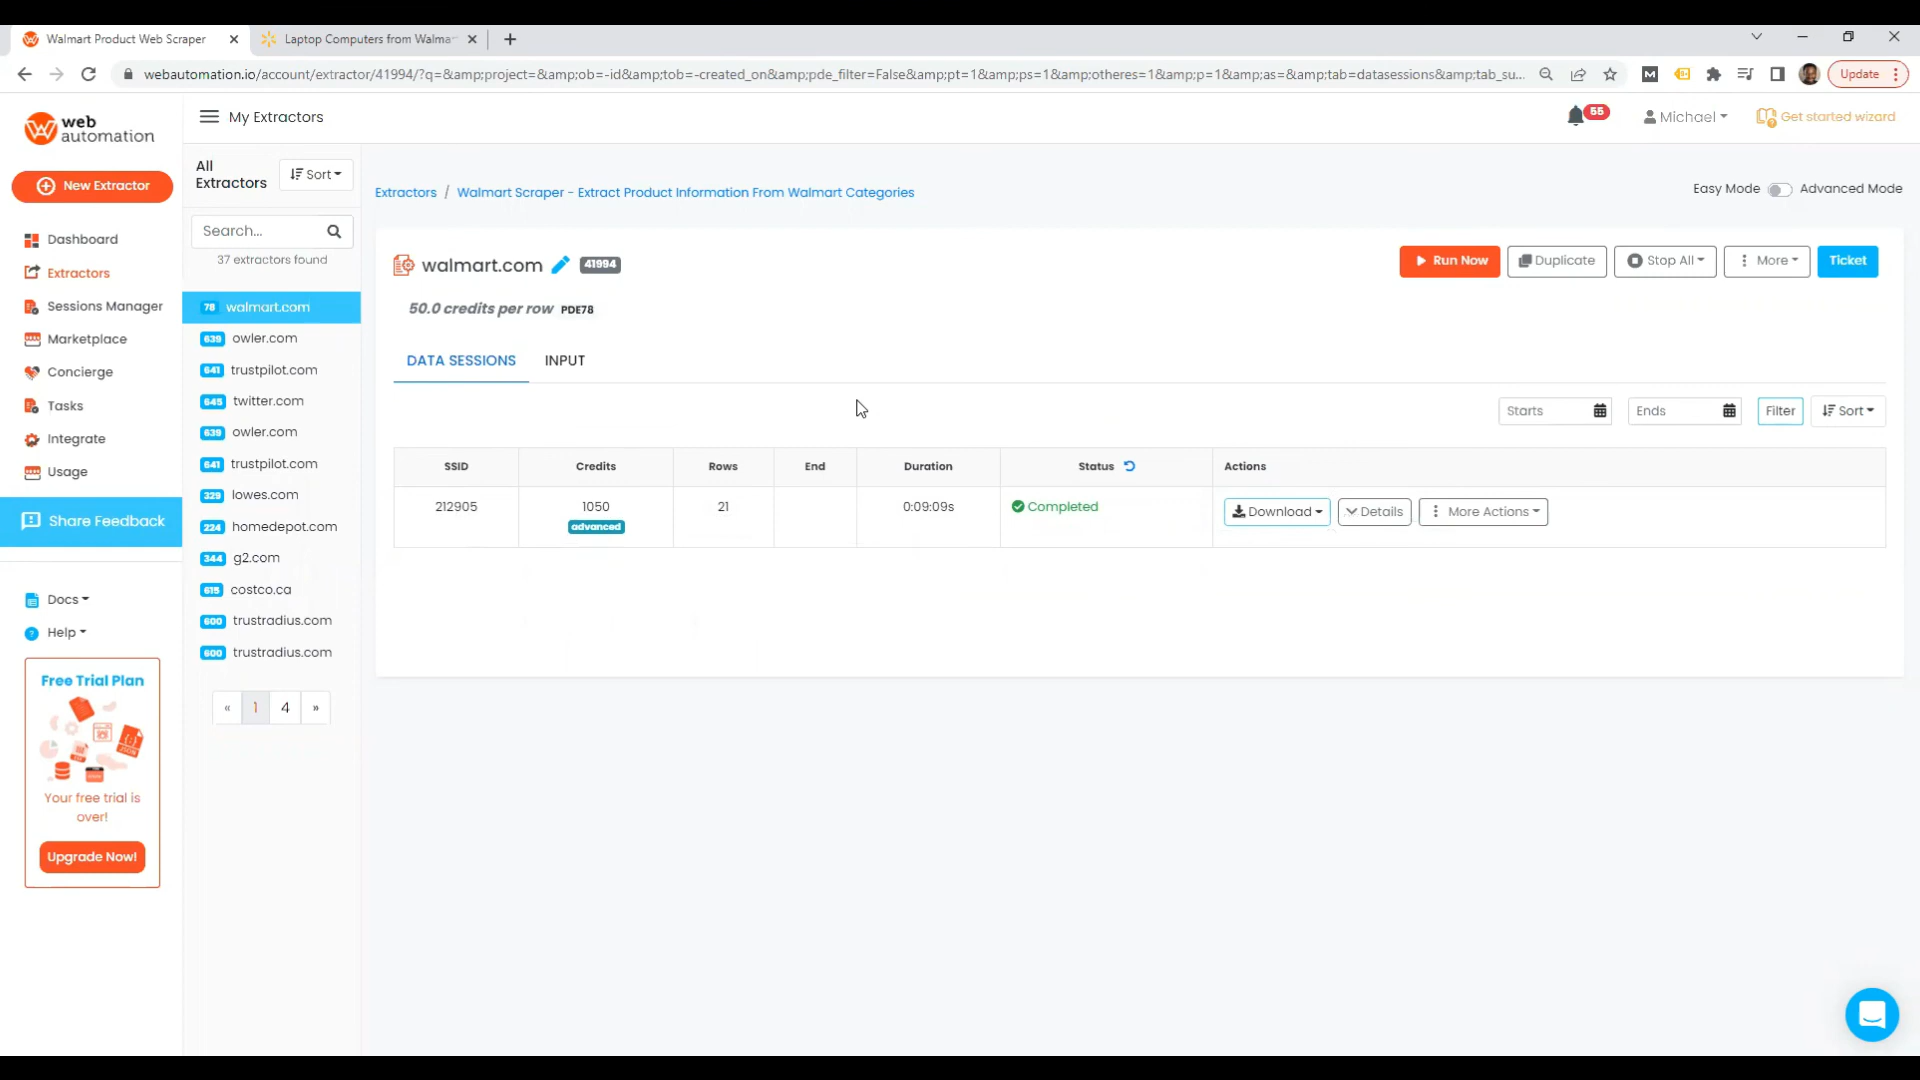 Walmart Product Web Scraper
Laptop Computers from Walma
webautomation.io/account/extractor/41994/?q=&amp;project=&amp;ob=-id&amp;tob=-created_on&amp;pde_filter=False&amp;pt=1&amp;ps=1&amp;otheres=1&amp;p=1&amp;as=&amp;tab=datasessions&amp;tab_su...
M
Update
web
automation
My Extractors
55
Michael
Get started wizard
New Extractor
Dashboard
Extractors
Sessions Manager
Marketplace
Concierge
Tasks
Integrate
Usage
Share Feedback
Docs
Help
Free Trial Plan
Your free trial is
over!
Upgrade Now!
All
Extractors
Sort
Search...
37 extractors found
78 walmart.com
639 owler.com
641 trustpilot.com
645 twitter.com
639 owler.com
641 trustpilot.com
329 lowes.com
224 homedepot.com
344 g2.com
615 costco.ca
600 trustradius.com
600 trustradius.com
« 1 4 »
Extractors / Walmart Scraper - Extract Product Information From Walmart Categories
Easy Mode Advanced Mode
walmart.com 41994
Run Now Duplicate Stop All More Ticket
50.0 credits per row PDE78
DATA SESSIONS INPUT
Starts Ends Filter Sort
SSID Credits Rows End Duration Status Actions
212905 1050 21 0:09:09s Completed Download Details More Actions
advanced